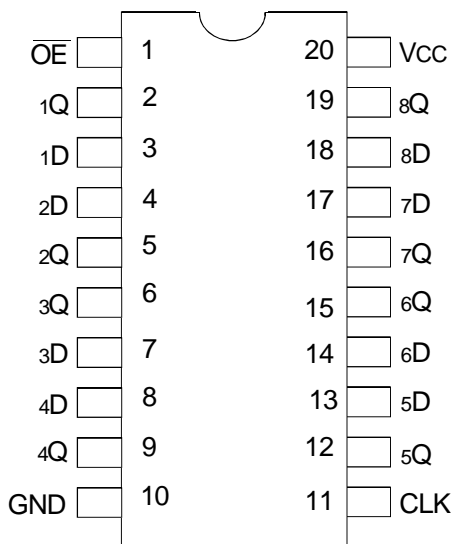 O̅E̅ 1 20 VCC
1Q 2 19 8Q
1D 3 18 8D
2D 4 17 7D
2Q 5 16 7Q
3Q 6 15 6Q
3D 7 14 6D
4D 8 13 5D
4Q 9 12 5Q
GND 10 11 CLK